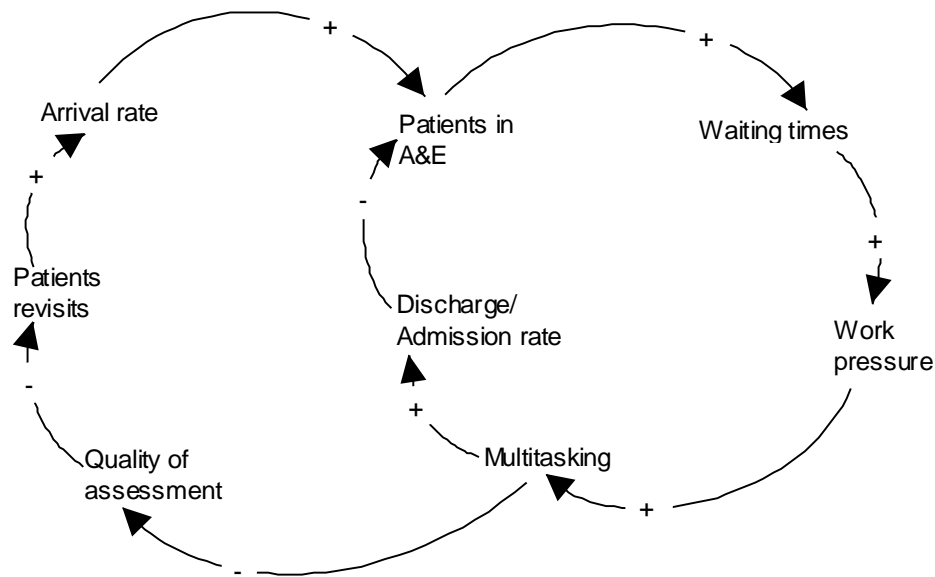 +
+
Arrival rate
Patients in
A&E
Waiting times
+
-
+
Patients
revisits
Discharge/
Admission rate
Work
pressure
-
+
Quality of
assessment
Multitasking
+
-